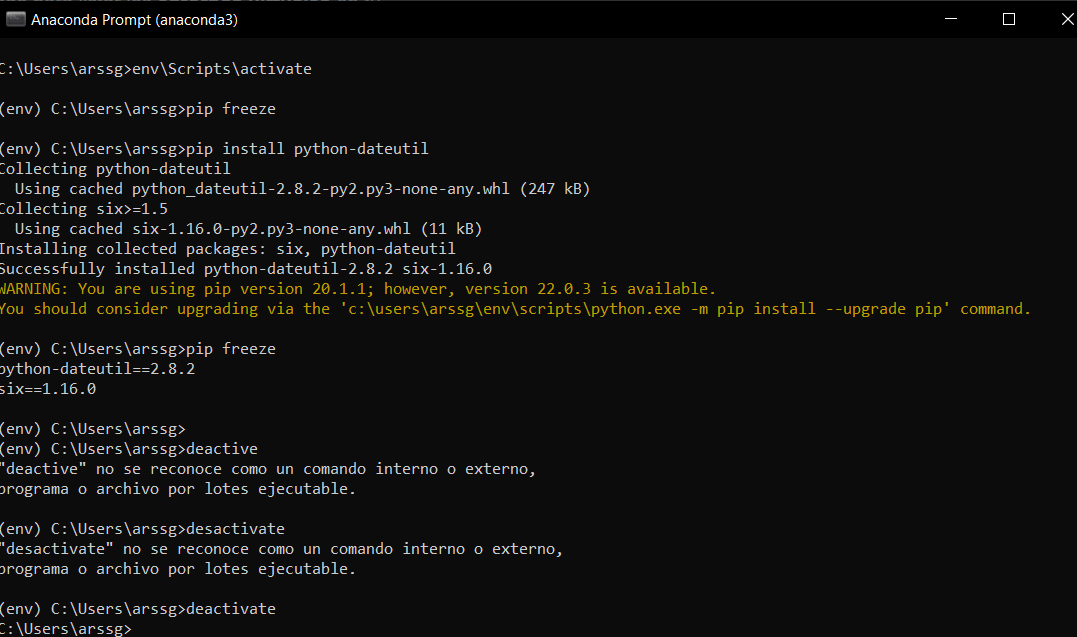 Anaconda Prompt (anaconda3)
C:\Users\arssg>env\Scripts\activate
(env) C:\Users\arssg>pip freeze
(env) C:\Users\arssg>pip install python-dateutil
Collecting python-dateutil
Using cached python_dateutil-2.8.2-py2.py3-none-any.whl (247 kB)
Collecting six>=1.5
Using cached six-1.16.0-py2.py3-none-any.whl (11 kB)
Installing collected packages: six, python-dateutil
Successfully installed python-dateutil-2.8.2 six-1.16.0
WARNING: You are using pip version 20.1.1; however, version 22.0.3 is available.
You should consider upgrading via the 'c:\users\arssg\env\scripts\python.exe -m pip install --upgrade pip' command.
(env) C:\Users\arssg>pip freeze
python-dateutil==2.8.2
six==1.16.0
(env) C:\Users\arssg>
(env) C:\Users\arssg>deactive
"deactive" no se reconoce como un comando interno o externo,
programa o archivo por lotes ejecutable.
(env) C:\Users\arssg>desactivate
"desactivate" no se reconoce como un comando interno o externo,
programa o archivo por lotes ejecutable.
(env) C:\Users\arssg>deactivate
C:\Users\arssg>